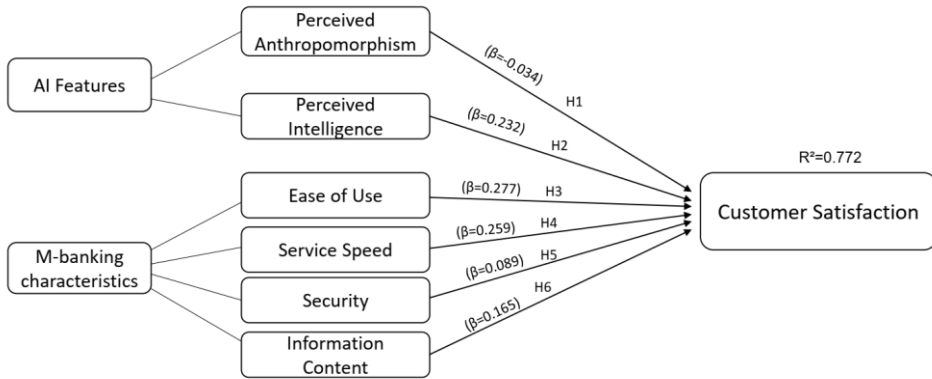 Perceived
Anthropomorphism
(β=-0.034)
H1
AI Features
Perceived
Intelligence
(β=0.232)
H2
R²=0.772
Ease of Use
(β=0.277)
H3
Customer Satisfaction
Service Speed
(β=0.259)
H4
M-banking
characteristics
Security
(β=0.089)
H5
Information
Content
(β=0.165)
H6